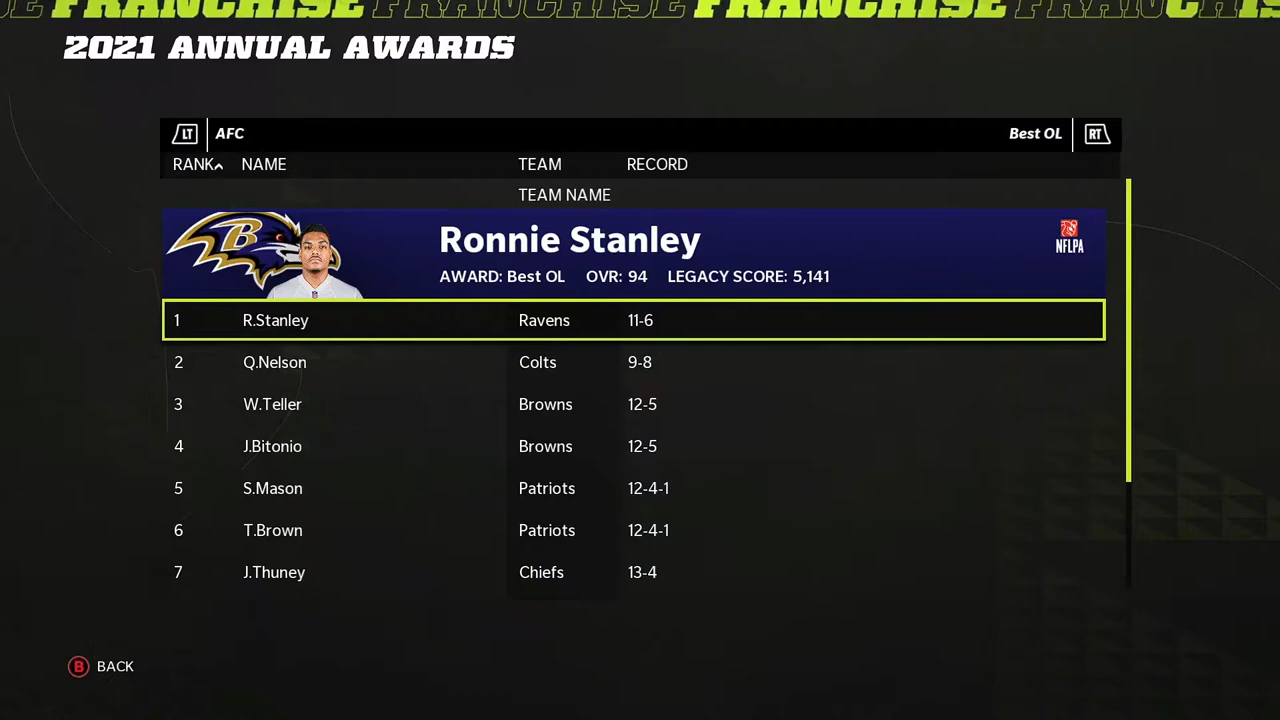 FRANCHISE FRANCHISE FRANCHISE FRANCHISE
2021 ANNUAL AWARDS
LT AFC Best OL RT
RANK NAME TEAM RECORD
TEAM NAME
B
Ronnie Stanley
NFLPA
AWARD: Best OL OVR: 94 LEGACY SCORE: 5,141
1 R.Stanley Ravens 11-6
2 Q.Nelson Colts 9-8
3 W.Teller Browns 12-5
4 J.Bitonio Browns 12-5
5 S.Mason Patriots 12-4-1
6 T.Brown Patriots 12-4-1
7 J.Thuney Chiefs 13-4
B BACK